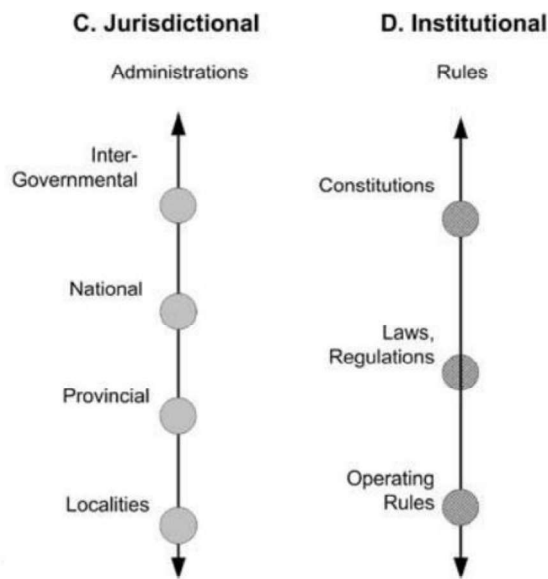 C. Jurisdictional
Administrations
Inter-
Governmental
National
Provincial
Localities
D. Institutional
Rules
Constitutions
Laws,
Regulations
Operating
Rules